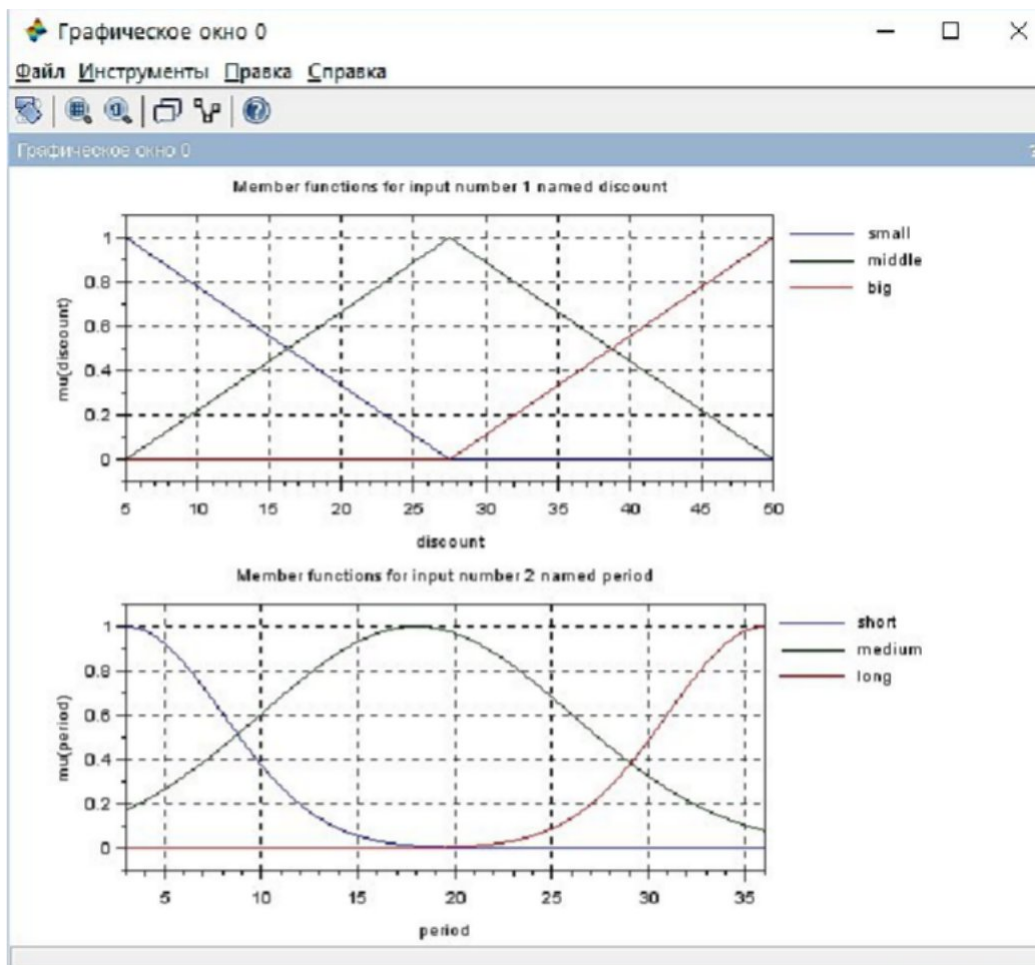 Графическое окно 0
Файл Инструменты Правка Справка
Графическое окно 0 ?
Member functions for input number 1 named discount
1
0.8
0.6
0.4
0.2
0
mu(discount)
5 10 15 20 25 30 35 40 45 50
discount
small
middle
big
Member functions for input number 2 named period
1
0.8
0.6
0.4
0.2
0
mu(period)
5 10 15 20 25 30 35
period
short
medium
long